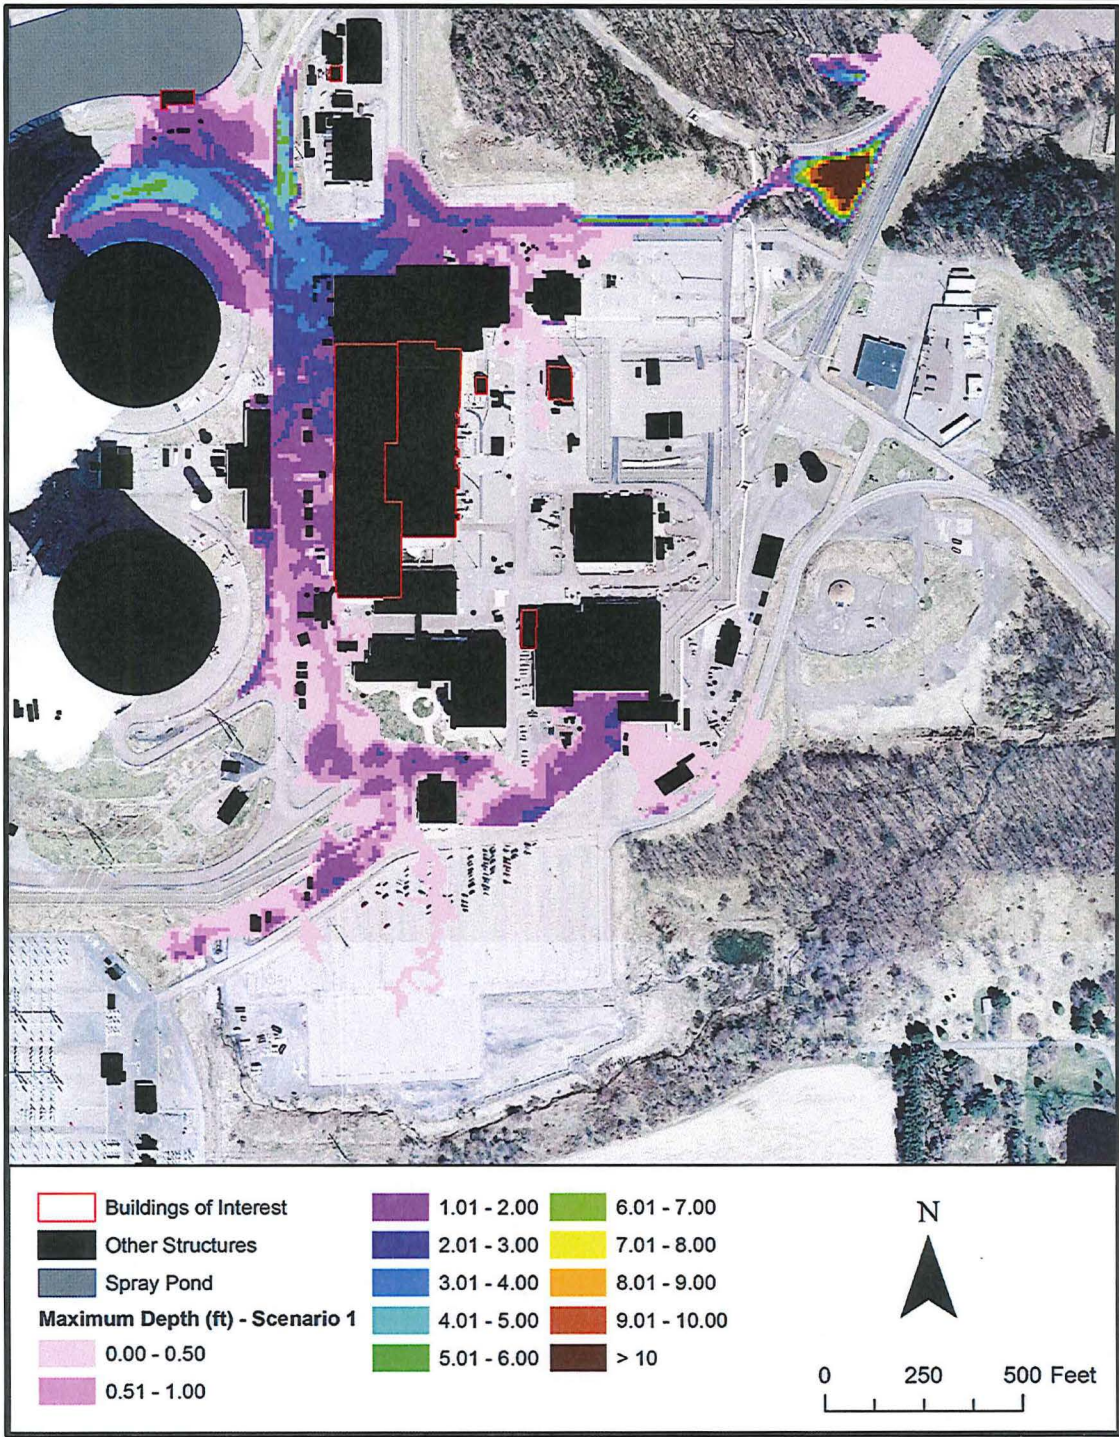 Buildings of Interest
Other Structures
Spray Pond
Maximum Depth (ft) - Scenario 1
0.00 - 0.50
0.51 - 1.00
1.01 - 2.00
2.01 - 3.00
3.01 - 4.00
4.01 - 5.00
5.01 - 6.00
6.01 - 7.00
7.01 - 8.00
8.01 - 9.00
9.01 - 10.00
> 10
N
0 250 500 Feet